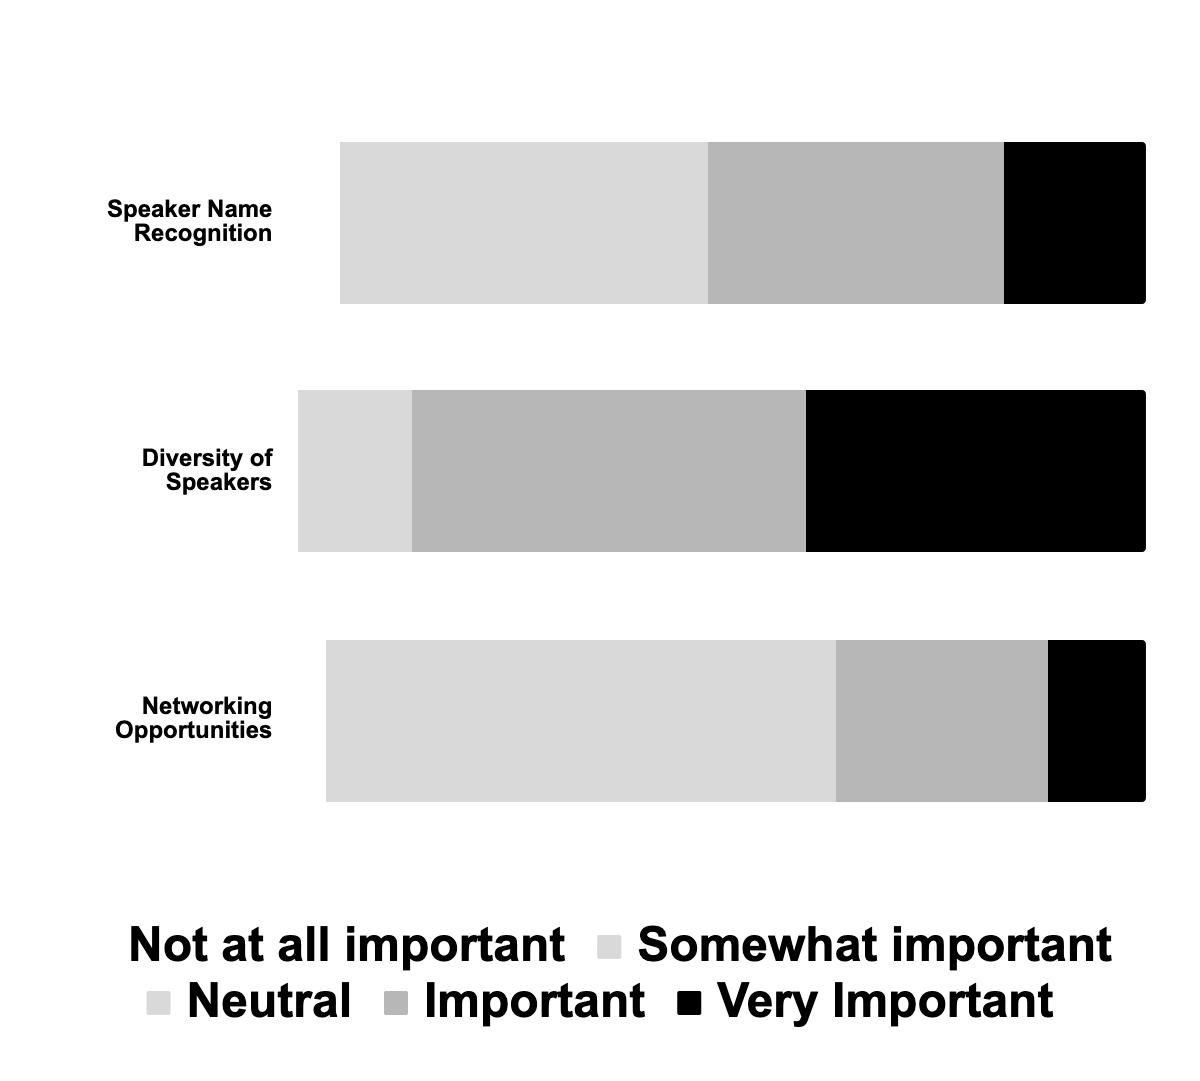 Speaker Name
Recognition
Diversity of
Speakers
Networking
Opportunities
Not at all important Somewhat important
Neutral Important Very Important